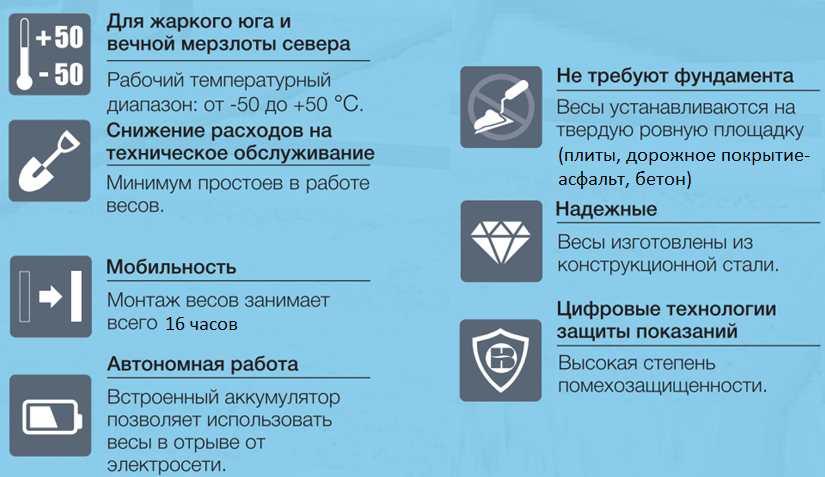 +50
- 50
Для жаркого юга и
вечной мерзлоты севера
Рабочий температурный
диапазон: от -50 до +50 °С.
Снижение расходов на
техническое обслуживание
Минимум простоев в работе
весов.
Мобильность
Монтаж весов занимает
всего 16 часов
Автономная работа
Встроенный аккумулятор
позволяет использовать
весы в отрыве от
электросети.
Не требуют фундамента
Весы устанавливаются на
твердую ровную площадку
(плиты, дорожное покрытие-
асфальт, бетон)
Надежные
Весы изготовлены из
конструкционной стали.
Цифровые технологии
защиты показаний
Высокая степень
помехозащищенности.